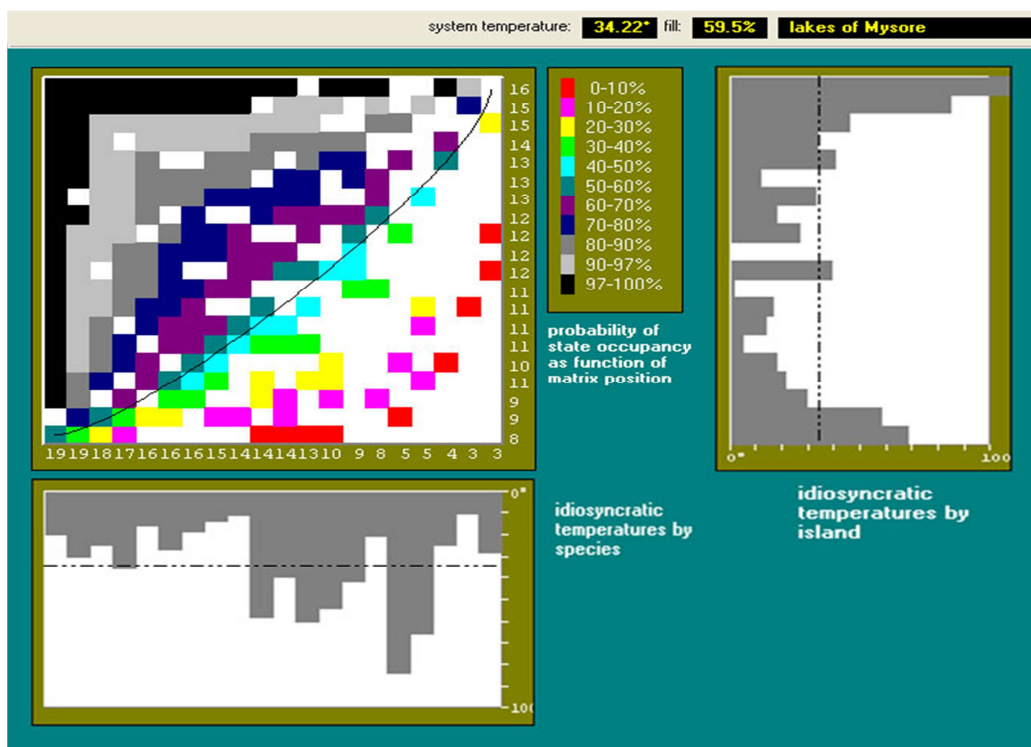 system temperature: 34.22° fill: 59.5% lakes of Mysore
16
15
15
14
13
13
13
12
12
12
12
11
11
11
11
10
11
9
9
8
19 19 18 17 16 16 16 15 14 14 14 13 10 9 8 5 5 4 3 3
0-10%
10-20%
20-30%
30-40%
40-50%
50-60%
60-70%
70-80%
80-90%
90-97%
97-100%
probability of
state occupancy
as function of
matrix position
0° 100
idiosyncratic
temperatures by
island
0°
100
idiosyncratic
temperatures by
species